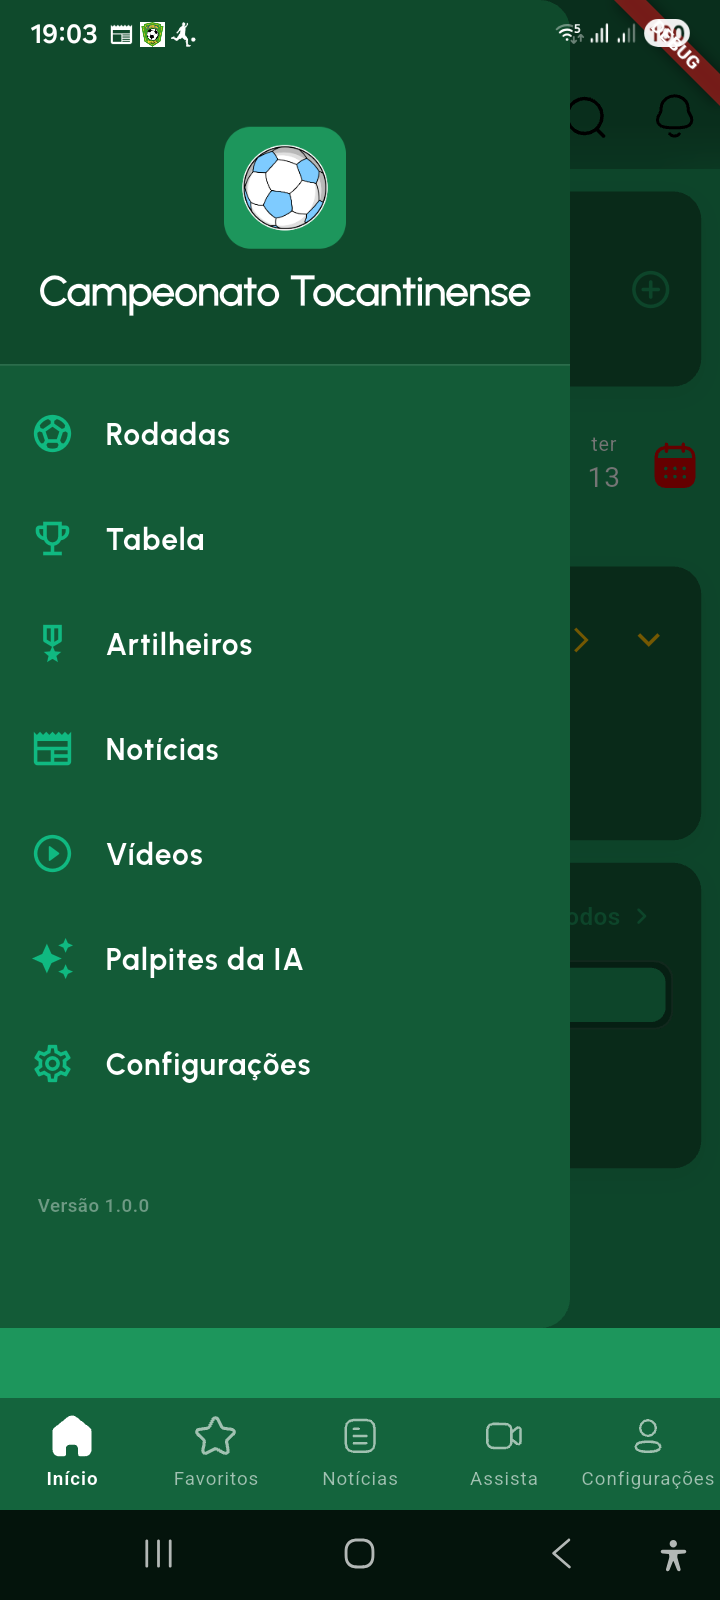 19:03
Campeonato Tocantinense
ter
13
Rodadas
Tabela
Artilheiros
Notícias
Vídeos
odos
Palpites da IA
Configurações
Versão 1.0.0
Início
Favoritos
Notícias
Assista
Configurações